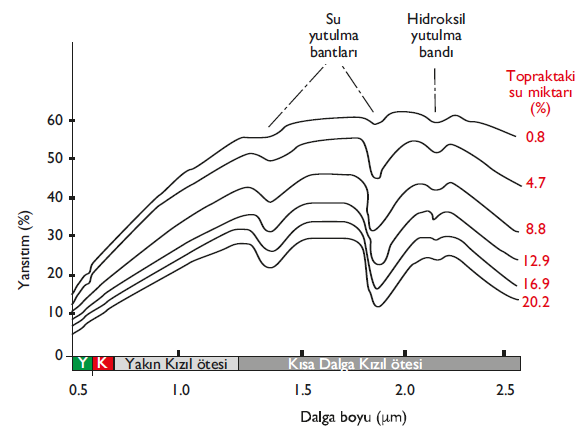 Su
yutulma
bantları
Hidroksil
yutulma
bandı
Topraktaki
su miktarı
(%)
60
50
40
30
20
10
0
Yansıtım (%)
0.8
4.7
8.8
12.9
16.9
20.2
Y K Yakın Kızıl ötesi Kısa Dalga Kızıl ötesi
0.5 1.0 1.5 2.0 2.5
Dalga boyu (µm)